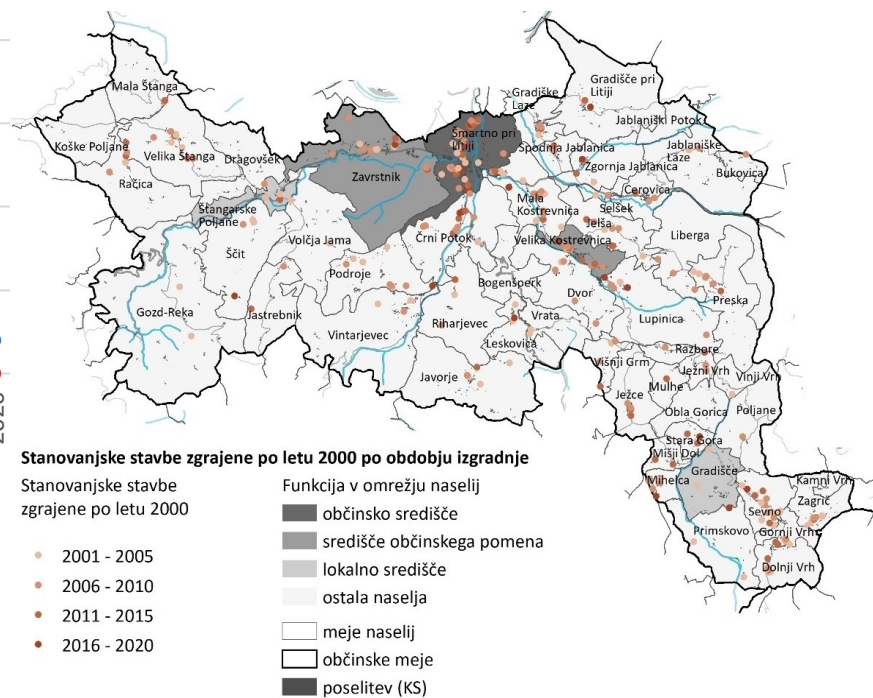 Mala Štanga
Koške Poljane
Velika Štanga
Račica
Dragovšek
Štangarske
Poljane
Ščit
Gozd-Reka
Jastrebnik
Volčja Jama
Zavrstnik
Šmartno pri
Litiji
Črni Potok
Podroje
Vintarjevec
Riharjevec
Javorje
Bogenšperk
Leskovica
Vrata
Dvor
Gradiške
Laze
Gradišče pri
Litiji
Jablaniški Potok
Spodnja Jablanica
Jablaniške
Laze
Zgornja Jablanica
Bukovica
Cerovica
Mala
Kostrevnica
Selšek
Jelša
Velika Kostrevnica
Liberga
Preska
Lupinica
Razbore
Višnji Grm
Ježni Vrh
Mulhe
Vinji Vrh
Ježce
Obla Gorica
Poljane
Stara Gora
Mišji Dol
Gradišče
Mihelca
Kamni Vrh
Zagrič
Sevno
Primskovo
Gornji Vrh
Dolnji Vrh
2020
Stanovanjske stavbe zgrajene po letu 2000 po obdobju izgradnje
Stanovanjske stavbe
zgrajene po letu 2000
2001 - 2005
2006 - 2010
2011 - 2015
2016 - 2020
Funkcija v omrežju naselij
občinsko središče
središče občinskega pomena
lokalno središče
ostala naselja
meje naselij
občinske meje
poselitev (KS)